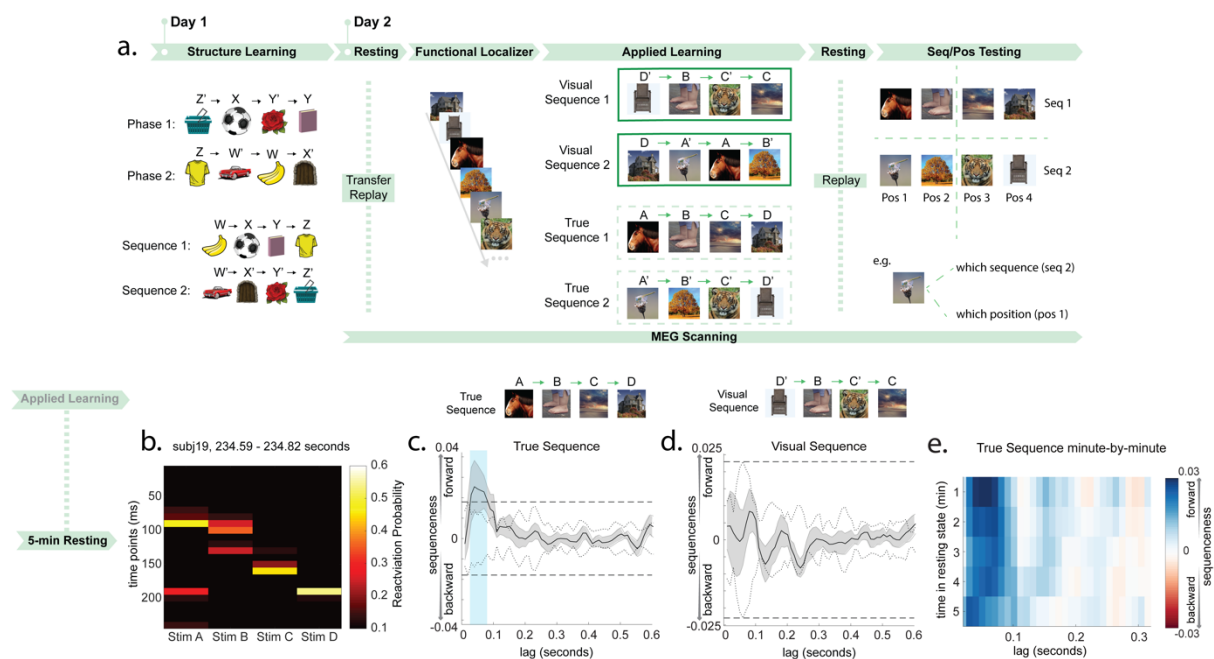 Day 1
Day 2
a.
Structure Learning
Resting
Functional Localizer
Applied Learning
Resting
Seq/Pos Testing
Phase 1:
Z' → X → Y' → Y
Phase 2:
Z → W' → W → X'
Sequence 1:
W → X → Y → Z
Sequence 2:
W' → X' → Y' → Z'
Transfer
Replay
Visual
Sequence 1
D' → B → C' → C
Visual
Sequence 2
D → A' → A → B'
True
Sequence 1
A → B → C → D
True
Sequence 2
A' → B' → C' → D'
Replay
Seq 1
Seq 2
Pos 1 Pos 2 Pos 3 Pos 4
e.g.
which sequence (seq 2)
which position (pos 1)
MEG Scanning
Applied Learning
5-min Resting
True
Sequence
A → B → C → D
Visual
Sequence
D' → B → C' → C
b.
subj19, 234.59 - 234.82 seconds
time points (ms)
50
100
150
200
Stim A Stim B Stim C Stim D
0.6
0.5
0.4
0.3
0.2
0.1
Reactvaition Probability
c.
True Sequence
0.04
0
-0.04
forward
sequenceness
backward
0 0.1 0.2 0.3 0.4 0.5 0.6
lag (seconds)
d.
Visual Sequence
0.025
0
-0.025
forward
sequenceness
backward
0 0.1 0.2 0.3 0.4 0.5 0.6
lag (seconds)
e.
True Sequence minute-by-minute
time in resting state (min)
1
2
3
4
5
0.1 0.2 0.3
lag (seconds)
0.03
0
-0.03
forward
sequenceness
backward